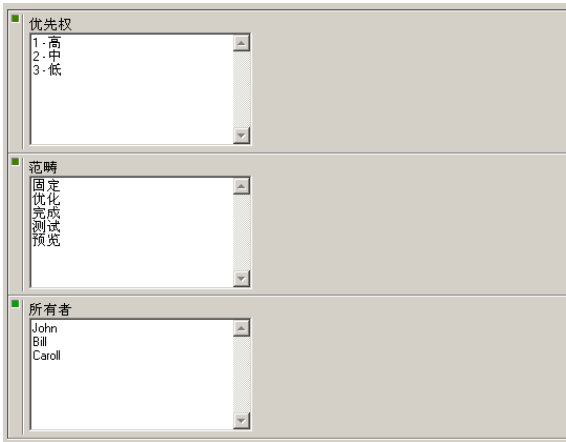 优先权
1 - 高
2 - 中
3 - 低
范畴
固定
优化
完成
测试
预览
所有者
John
Bill
Caroll